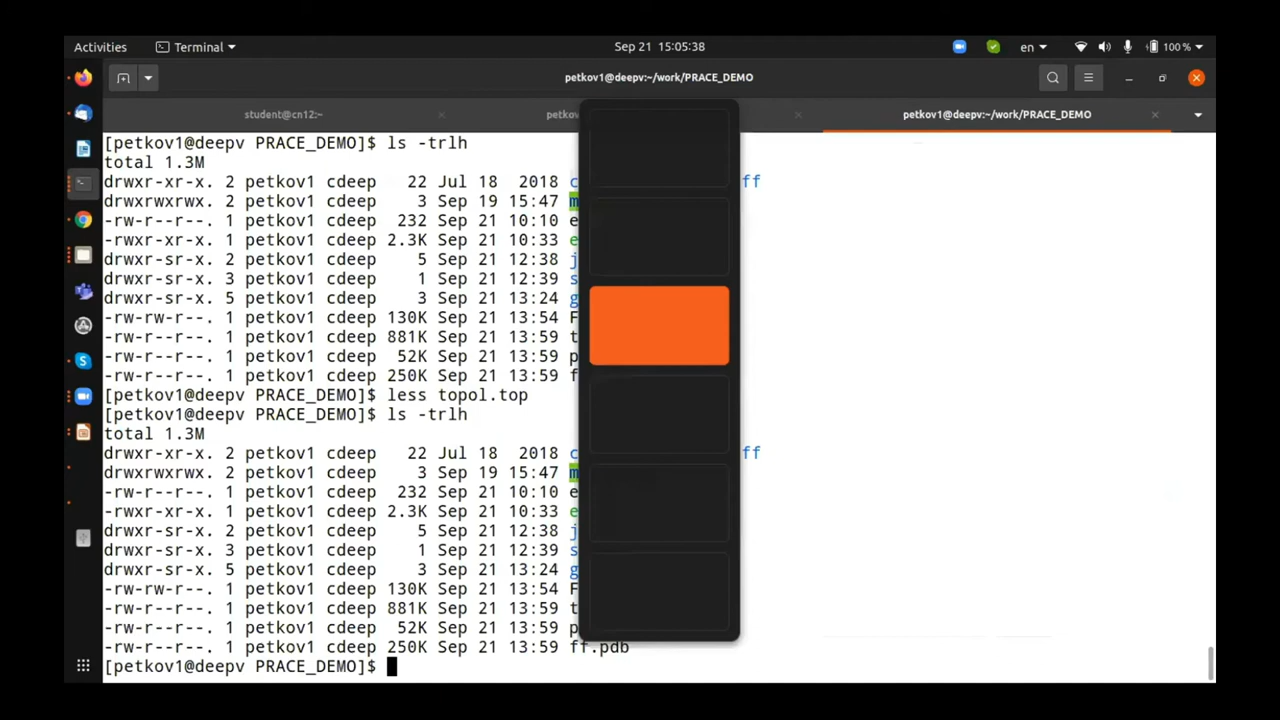 Activities Terminal Sep 21 15:05:38 en 100 %
petkov1@deepv:~/work/PRACE_DEMO
student@cn12:~ petkov petkov1@deepv:~/work/PRACE_DEMO
[petkov1@deepv PRACE_DEMO]$ ls -trlh
total 1.3M
drwxr-xr-x. 2 petkov1 cdeep 22 Jul 18 2018 c ff
drwxrwxrwx. 2 petkov1 cdeep 3 Sep 19 15:47 m
-rw-r--r--. 1 petkov1 cdeep 232 Sep 21 10:10 e
-rwxr-xr-x. 1 petkov1 cdeep 2.3K Sep 21 10:33 e
drwxr-sr-x. 2 petkov1 cdeep 5 Sep 21 12:38 j
drwxr-sr-x. 3 petkov1 cdeep 1 Sep 21 12:39 s
drwxr-sr-x. 5 petkov1 cdeep 3 Sep 21 13:24 g
-rw-rw-r--. 1 petkov1 cdeep 130K Sep 21 13:54 F
-rw-r--r--. 1 petkov1 cdeep 881K Sep 21 13:59 t
-rw-r--r--. 1 petkov1 cdeep 52K Sep 21 13:59 p
-rw-r--r--. 1 petkov1 cdeep 250K Sep 21 13:59 f
[petkov1@deepv PRACE_DEMO]$ less topol.top
[petkov1@deepv PRACE_DEMO]$ ls -trlh
total 1.3M
drwxr-xr-x. 2 petkov1 cdeep 22 Jul 18 2018 c ff
drwxrwxrwx. 2 petkov1 cdeep 3 Sep 19 15:47 m
-rw-r--r--. 1 petkov1 cdeep 232 Sep 21 10:10 e
-rwxr-xr-x. 1 petkov1 cdeep 2.3K Sep 21 10:33 e
drwxr-sr-x. 2 petkov1 cdeep 5 Sep 21 12:38 j
drwxr-sr-x. 3 petkov1 cdeep 1 Sep 21 12:39 s
drwxr-sr-x. 5 petkov1 cdeep 3 Sep 21 13:24 g
-rw-rw-r--. 1 petkov1 cdeep 130K Sep 21 13:54 F
-rw-r--r--. 1 petkov1 cdeep 881K Sep 21 13:59 t
-rw-r--r--. 1 petkov1 cdeep 52K Sep 21 13:59 p
-rw-r--r--. 1 petkov1 cdeep 250K Sep 21 13:59 ff.pdb
[petkov1@deepv PRACE_DEMO]$